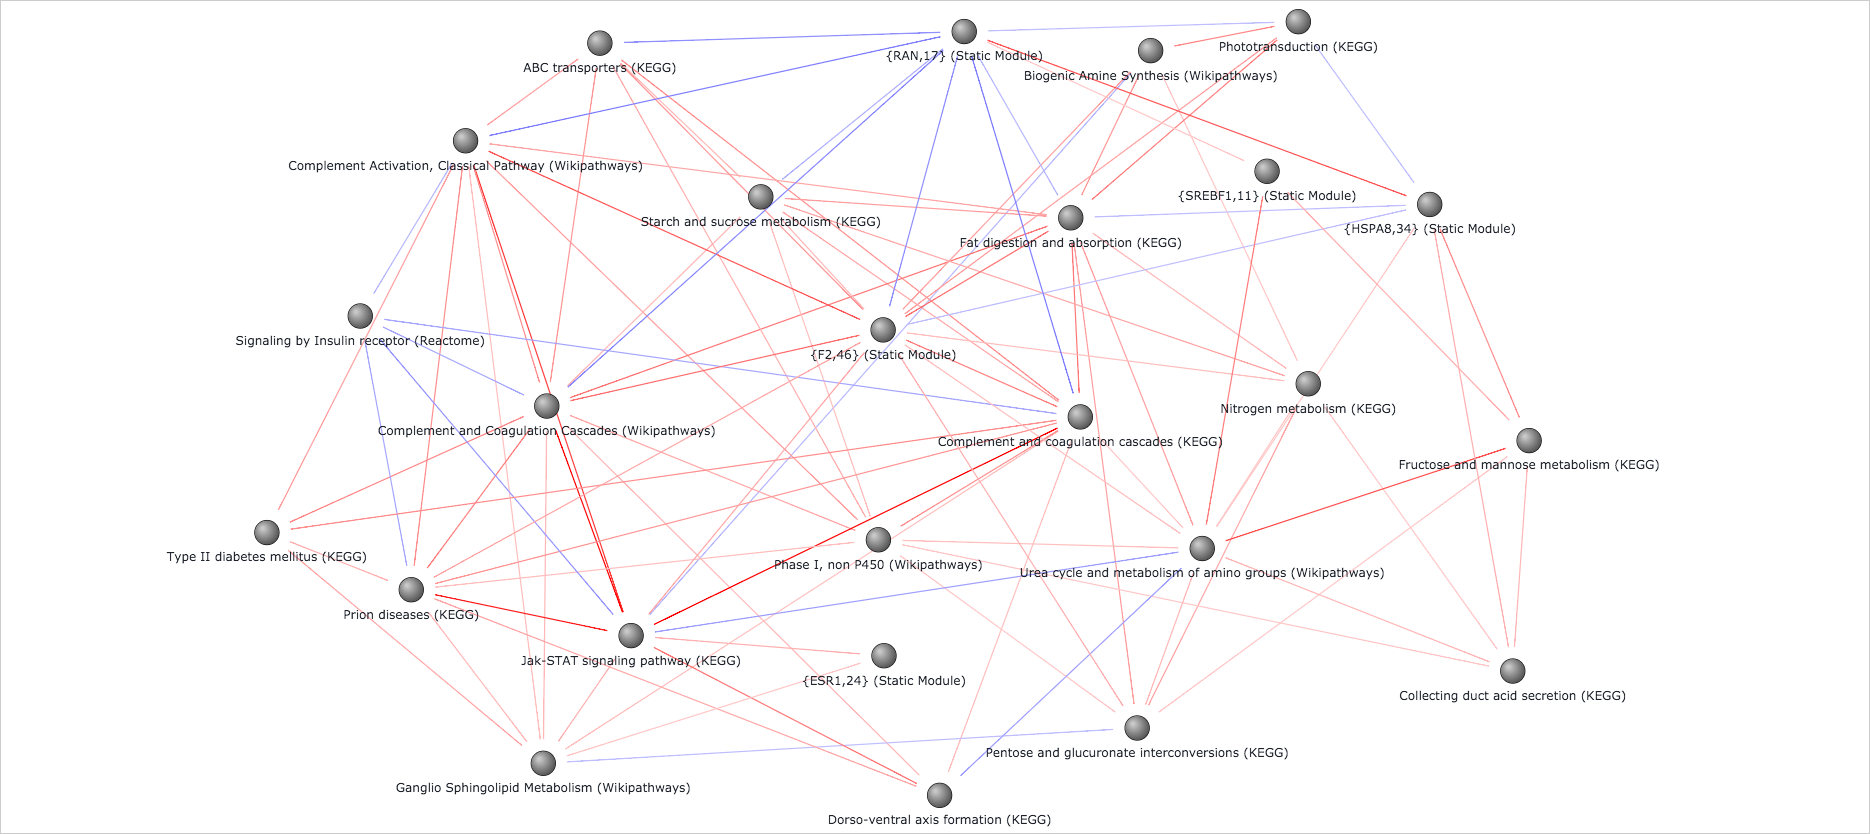 Phototransduction (KEGG)
{RAN,17} (Static Module)
ABC transporters (KEGG)
Biogenic Amine Synthesis (Wikipathways)
Complement Activation, Classical Pathway (Wikipathways)
{SREBF1,11} (Static Module)
Starch and sucrose metabolism (KEGG)
{HSPA8,34} (Static Module)
Fat digestion and absorption (KEGG)
Signaling by Insulin receptor (Reactome)
{F2,46} (Static Module)
Nitrogen metabolism (KEGG)
Complement and Coagulation Cascades (Wikipathways)
Complement and coagulation cascades (KEGG)
Fructose and mannose metabolism (KEGG)
Type II diabetes mellitus (KEGG)
Phase I, non P450 (Wikipathways)
Urea cycle and metabolism of amino groups (Wikipathways)
Prion diseases (KEGG)
Jak-STAT signaling pathway (KEGG)
{ESR1,24} (Static Module)
Collecting duct acid secretion (KEGG)
Pentose and glucuronate interconversions (KEGG)
Ganglio Sphingolipid Metabolism (Wikipathways)
Dorso-ventral axis formation (KEGG)